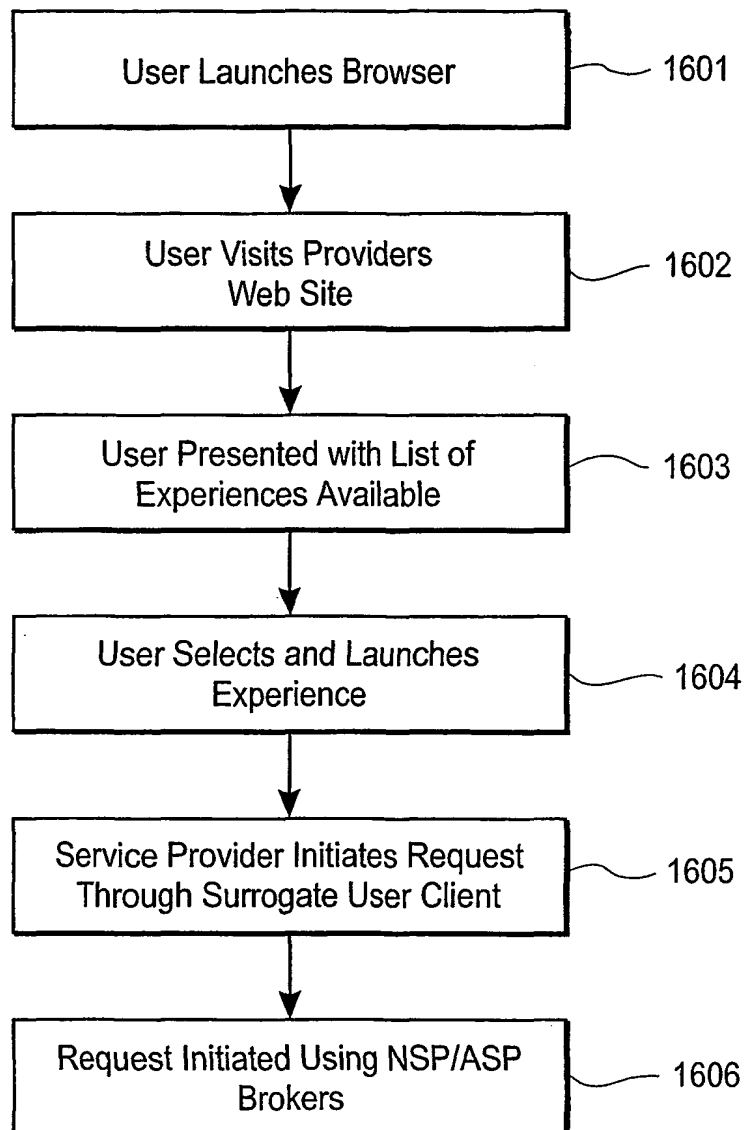 User Launches Browser
1601
User Visits Providers
Web Site
1602
User Presented with List of
Experiences Available
1603
User Selects and Launches
Experience
1604
Service Provider Initiates Request
Through Surrogate User Client
1605
Request Initiated Using NSP/ASP
Brokers
1606